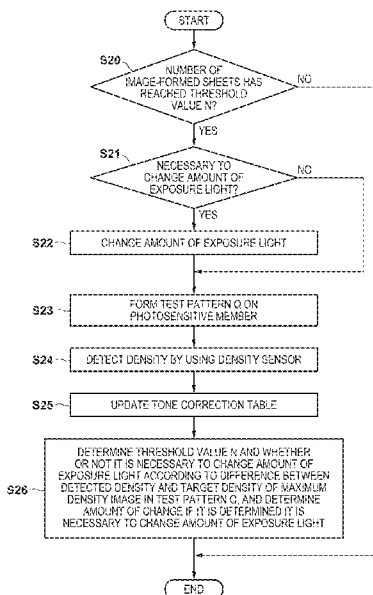 START
S20
NUMBER OF
IMAGE-FORMED SHEETS HAS
REACHED THRESHOLD
VALUE N?
NO
YES
S21
NECESSARY TO
CHANGE AMOUNT OF
EXPOSURE LIGHT?
NO
YES
S22
CHANGE AMOUNT OF EXPOSURE LIGHT
S23
FORM TEST PATTERN Q ON
PHOTOSENSITIVE MEMBER
S24
DETECT DENSITY BY USING DENSITY SENSOR
S25
UPDATE TONE CORRECTION TABLE
S26
DETERMINE THRESHOLD VALUE N AND WHETHER
OR NOT IT IS NECESSARY TO CHANGE AMOUNT OF
EXPOSURE LIGHT ACCORDING TO DIFFERENCE BETWEEN
DETECTED DENSITY AND TARGET DENSITY OF MAXIMUM
DENSITY IMAGE IN TEST PATTERN Q, AND DETERMINE
AMOUNT OF CHANGE IF IT IS DETERMINED IT IS
NECESSARY TO CHANGE AMOUNT OF EXPOSURE LIGHT
END